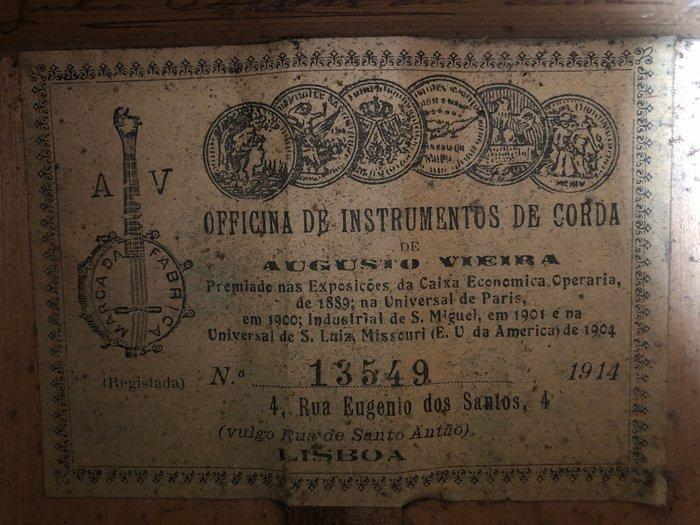 A V
MARCA DA FABRICA
OFFICINA DE INSTRUMENTOS DE CORDA
DE
AUGUSTO VIEIRA
Premiado nas Exposições da Caixa Economica Operaria,
de 1889; na Universal de Paris,
em 1900; Industrial de S. Miguel, em 1901 e na
Universal de S. Luiz, Missouri (E. U da America) de 1904
(Registada) N.º 13549 1914
4, Rua Eugenio dos Santos, 4
(vulgo Rua de Santo Antão)
LISBOA